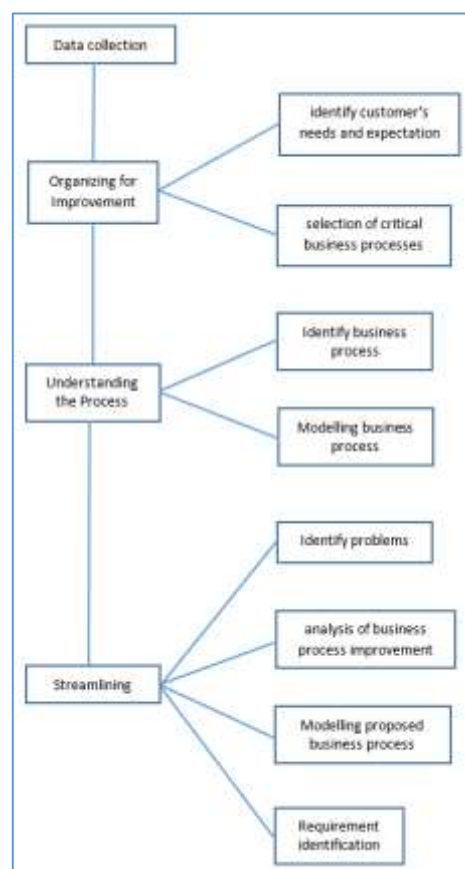 Data collection
identify customer's
needs and expectation
Organizing for
Improvement
selection of critical
business processes
Identify business
process
Understanding
the Process
Modelling business
process
Identify problems
analysis of business
process improvement
Streamlining
Modelling proposed
business process
Requirement
identification